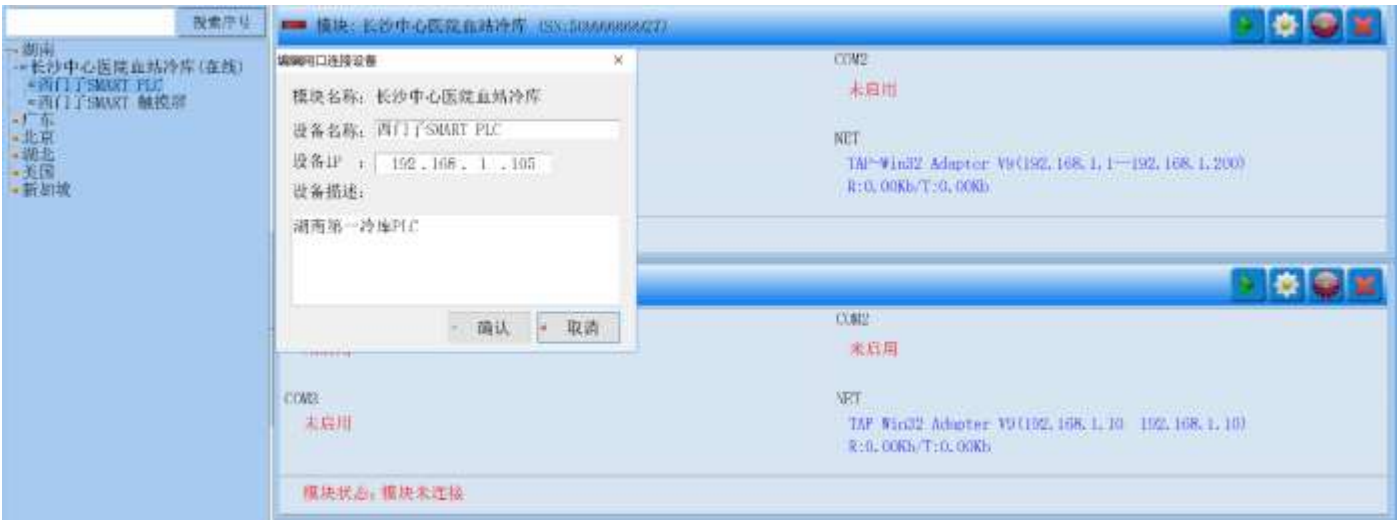 搜索序号
湖南
长沙中心医院血站冷库(在线)
西门子SMART PLC
西门子SMART 触摸屏
广东
北京
湖北
美国
新加坡
模块: 长沙中心医院血站冷库
编辑网口连接设备
模块名称: 长沙中心医院血站冷库
设备名称: 西门子SMART PLC
设备IP : 192 . 168 . 1 . 105
设备描述:
湖南第一冷库PLC
确认
取消
COM2
未启用
NET
TAP-Win32 Adapter V9(192.168.1.1--192.168.1.200)
R:0.00Kb/T:0.00Kb
COM2
未启用
COM3
未启用
NET
TAP-Win32 Adapter V9(192.168.1.10--192.168.1.10)
R:0.00Kb/T:0.00Kb
模块状态: 模块未连接